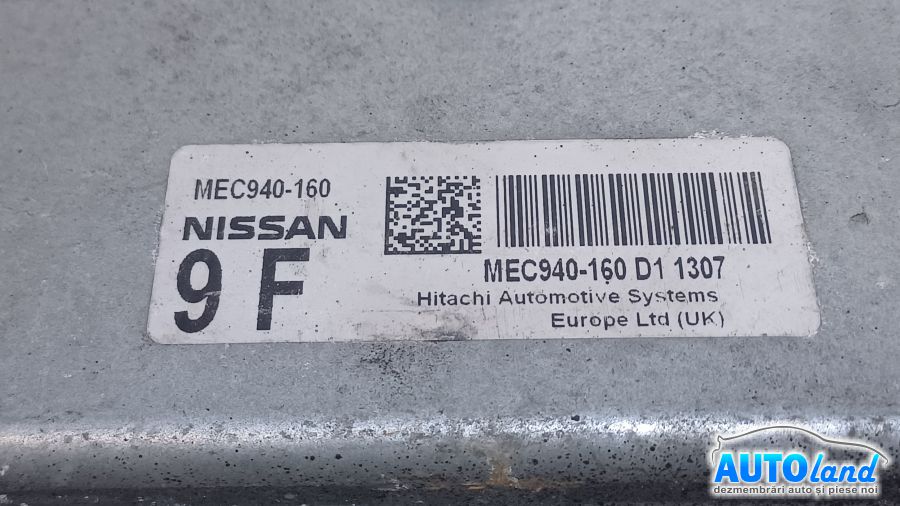 MEC940-160
NISSAN
9 F
MEC940-160 D1 1307
Hitachi Automotive Systems
Europe Ltd (UK)
AUTOland
dezmembrări auto și piese noi